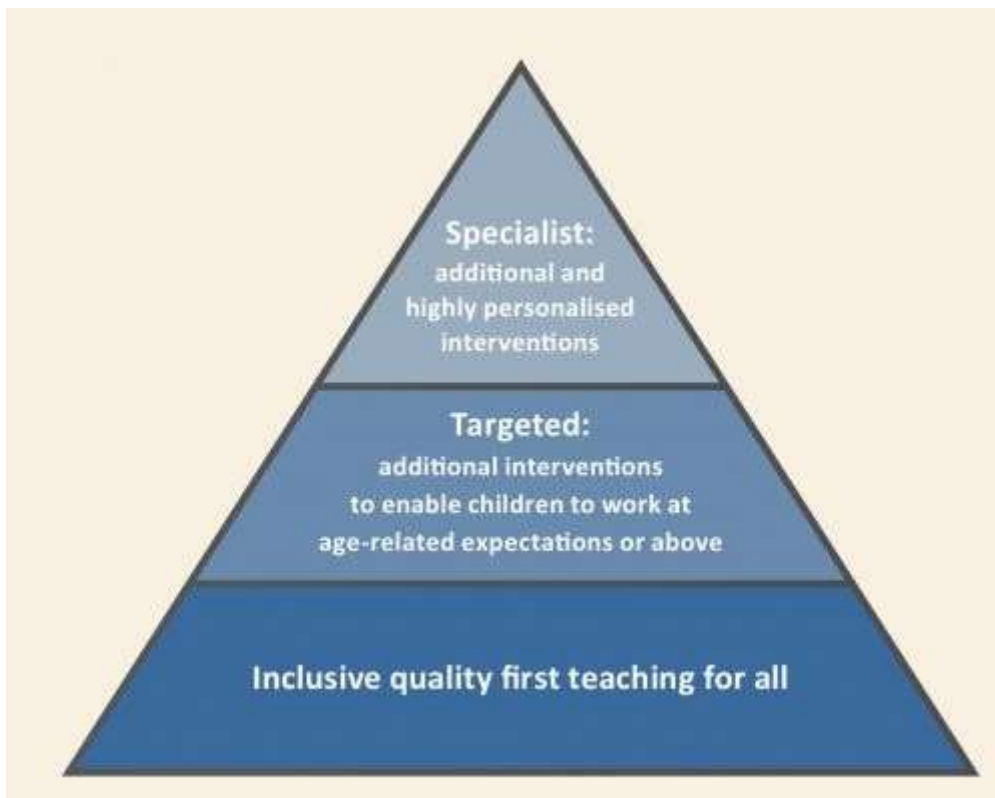 Specialist:
additional and
highly personalised
interventions
Targeted:
additional interventions
to enable children to work at
age-related expectations or above
Inclusive quality first teaching for all